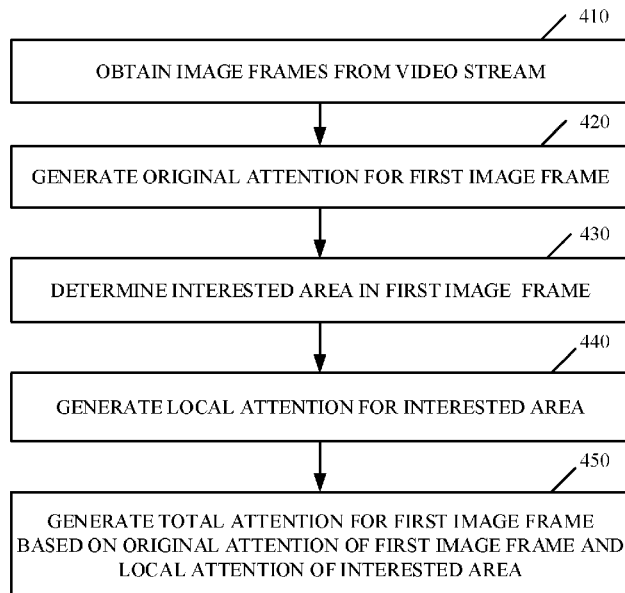 410
OBTAIN IMAGE FRAMES FROM VIDEO STREAM
420
GENERATE ORIGINAL ATTENTION FOR FIRST IMAGE FRAME
430
DETERMINE INTERESTED AREA IN FIRST IMAGE FRAME
440
GENERATE LOCAL ATTENTION FOR INTERESTED AREA
450
GENERATE TOTAL ATTENTION FOR FIRST IMAGE FRAME
BASED ON ORIGINAL ATTENTION OF FIRST IMAGE FRAME AND
LOCAL ATTENTION OF INTERESTED AREA